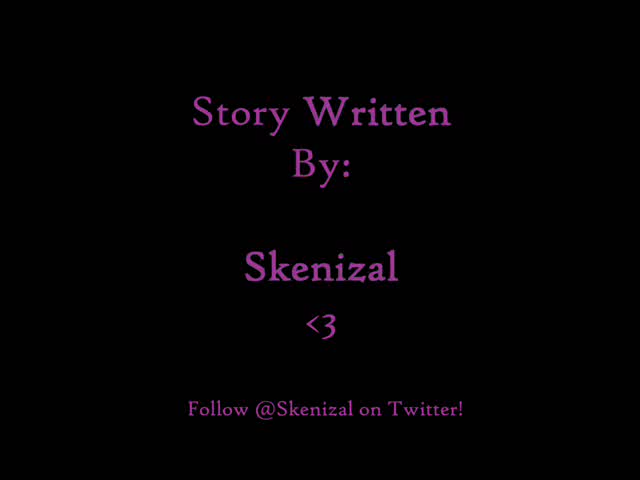 Story Written
By:
Skenizal
<3
Follow @Skenizal on Twitter!